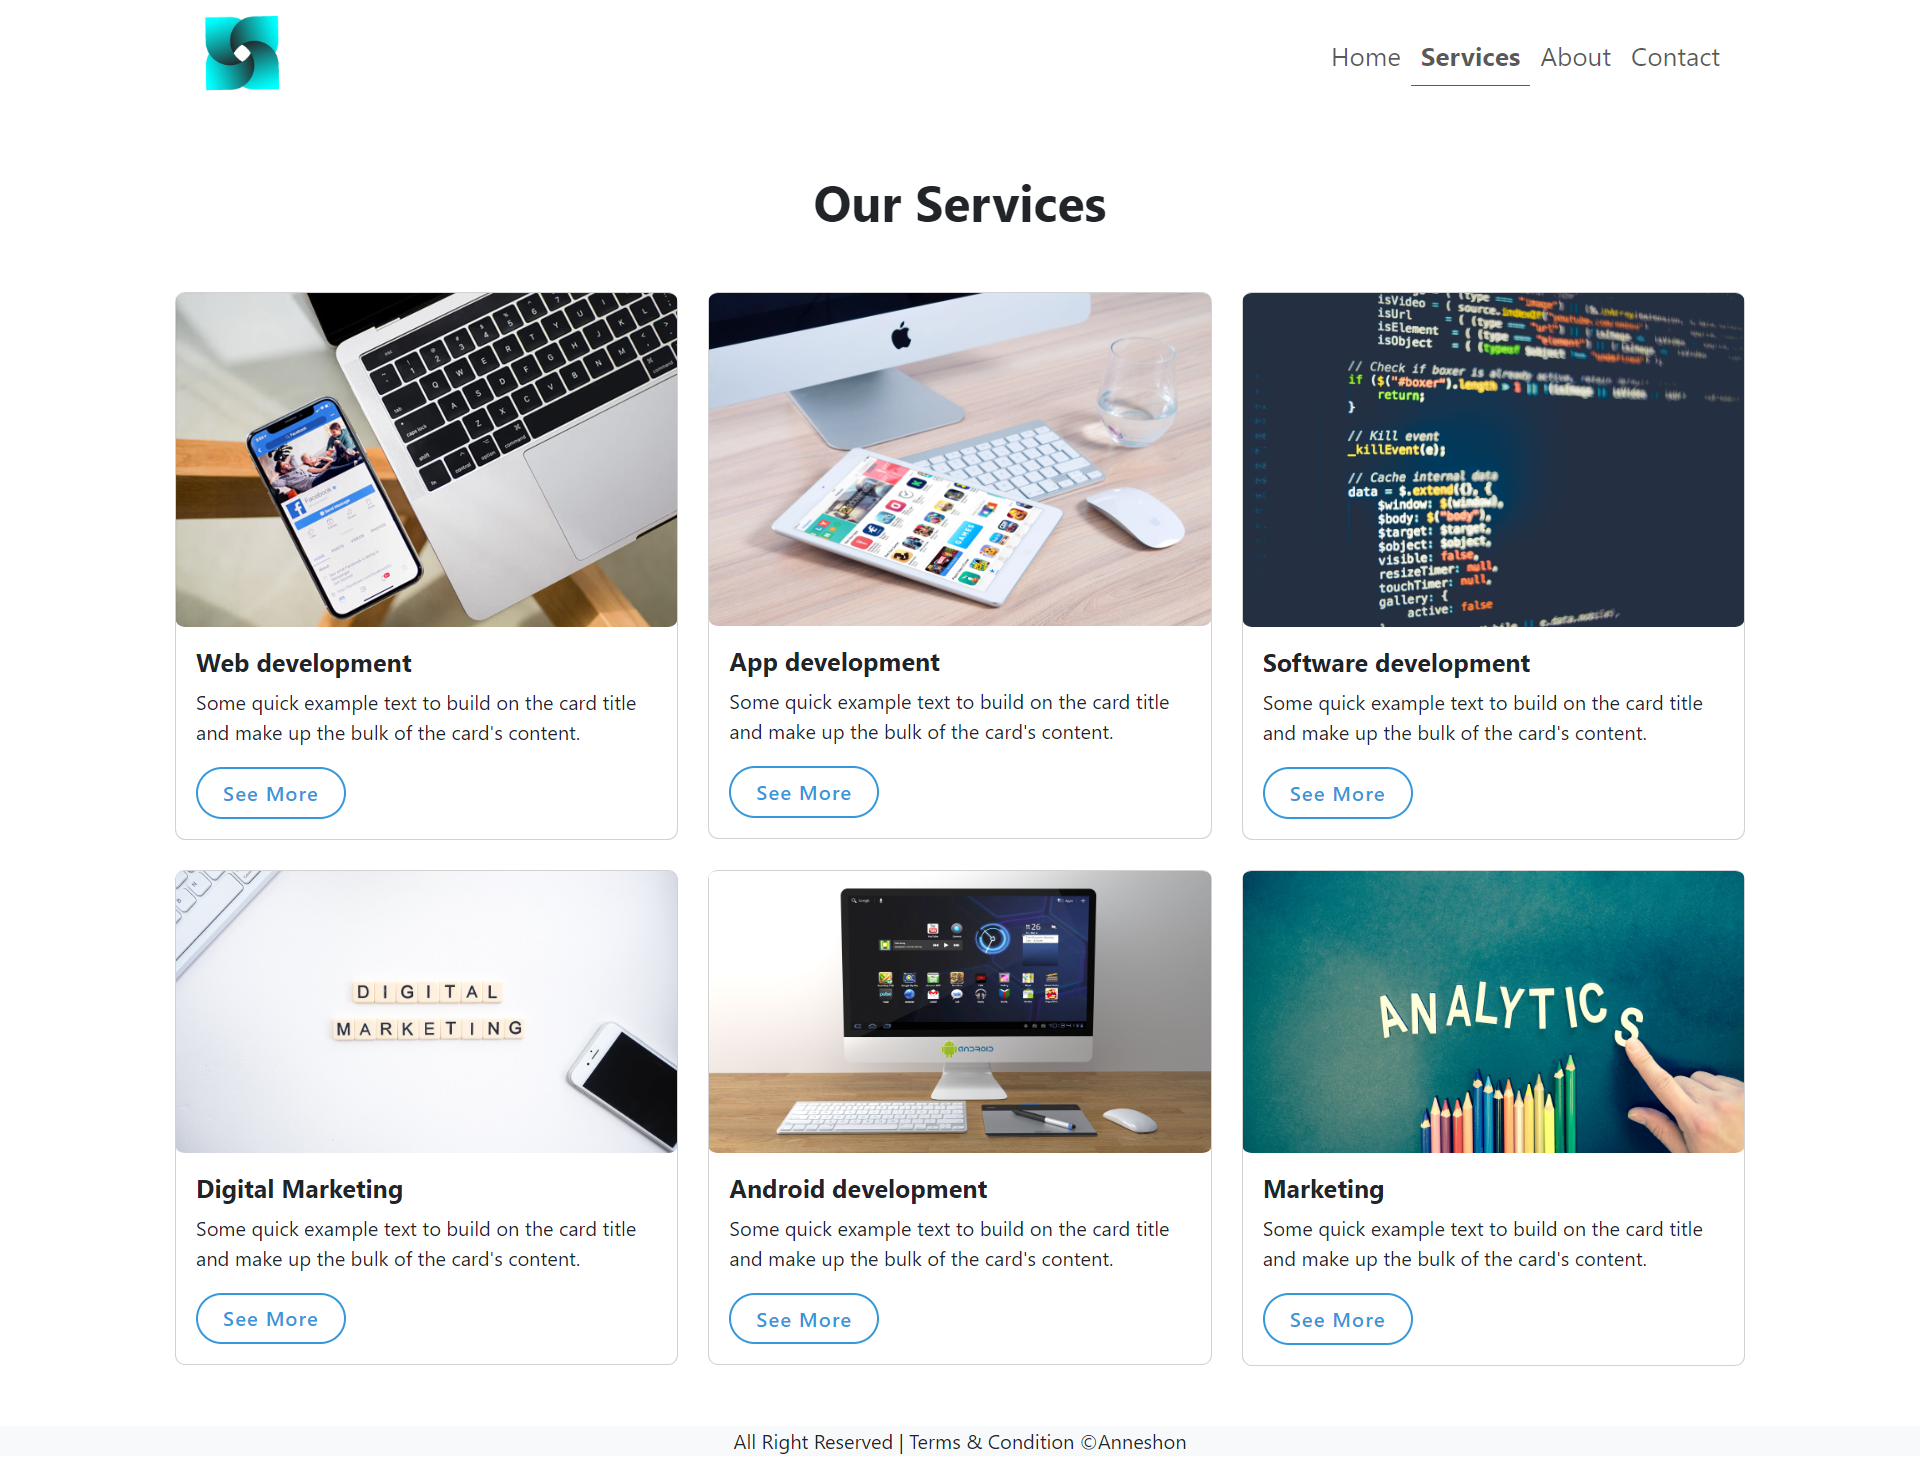 Home Services About Contact
Our Services
isVideo
isUrl
isElement
isObject
// Check if boxer is already active,
if ($("#boxer").length
return;
}
// Kill event
_killEvent(e);
// Cache internal data
data = $.extend({}, {
$window: $(window),
$body: $("body"),
$target: $target,
$object: $object,
visible: false,
resizeTimer: null,
touchTimer: null,
gallery: {
active: false
Web development
Some quick example text to build on the card title
and make up the bulk of the card's content.
See More
App development
Some quick example text to build on the card title
and make up the bulk of the card's content.
See More
Software development
Some quick example text to build on the card title
and make up the bulk of the card's content.
See More
DIGITAL
MARKETING
ANDROID
ANALYTICS
Digital Marketing
Some quick example text to build on the card title
and make up the bulk of the card's content.
See More
Android development
Some quick example text to build on the card title
and make up the bulk of the card's content.
See More
Marketing
Some quick example text to build on the card title
and make up the bulk of the card's content.
See More
All Right Reserved | Terms & Condition ©Anneshon